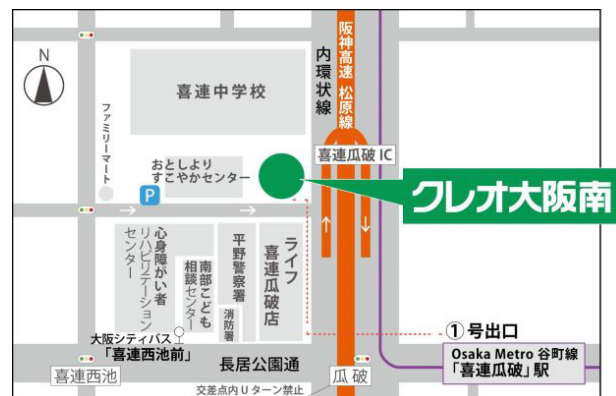 N
喜連中学校
ファミリーマート
おとしより
すこやかセンター
P
内環状線
阪神高速 松原線
喜連瓜破IC
クレオ大阪南
心身障がい者
リハビリテーション
センター
南部こども
相談センター
平野警察署
消防署
ライフ
喜連瓜破店
大阪シティバス
「喜連西池前」
喜連西池
長居公園通
交差点内Uターン禁止
瓜破
①号出口
Osaka Metro 谷町線
「喜連瓜破」駅